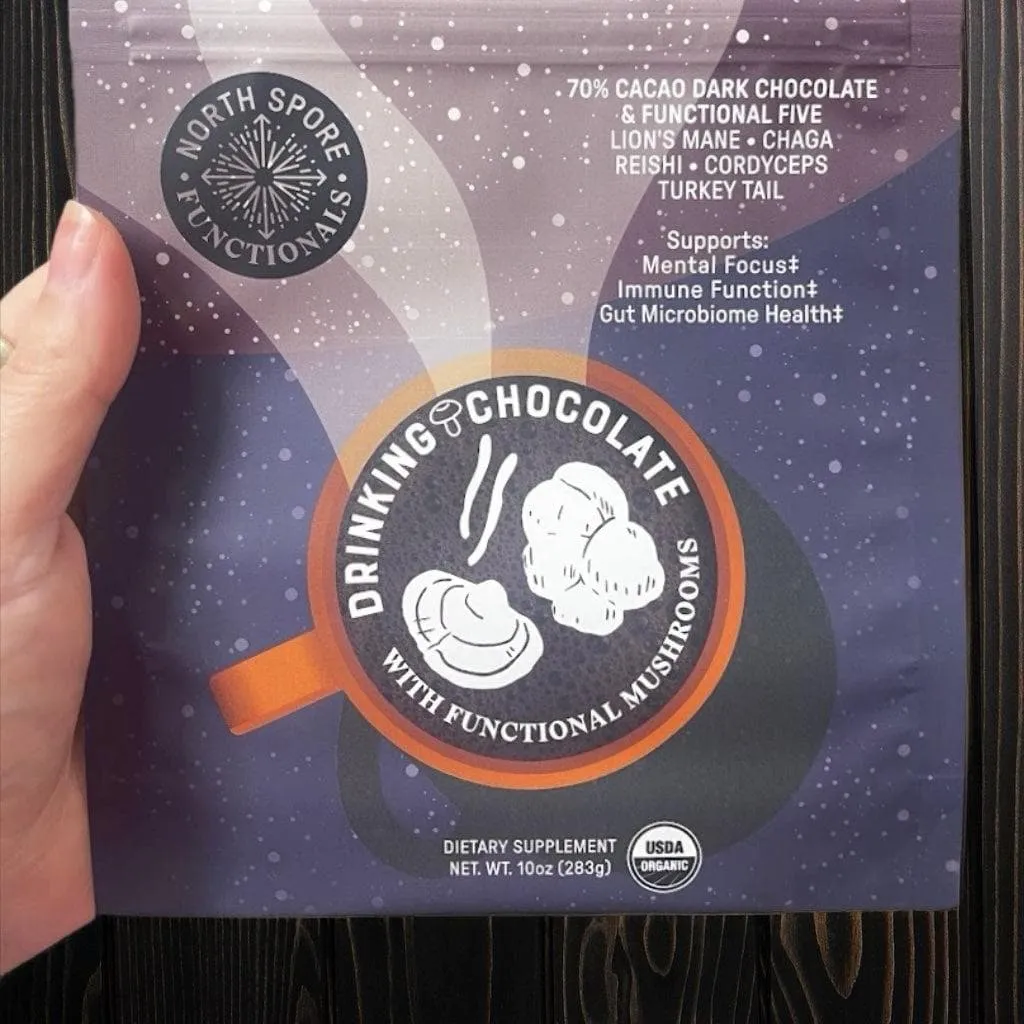 NORTH SPORE
• FUNCTIONALS •
70% CACAO DARK CHOCOLATE
& FUNCTIONAL FIVE
LION'S MANE • CHAGA
REISHI • CORDYCEPS
TURKEY TAIL
Supports:
Mental Focus‡
Immune Function‡
Gut Microbiome Health‡
DRINKING CHOCOLATE
WITH FUNCTIONAL MUSHROOMS
DIETARY SUPPLEMENT
NET. WT. 10oz (283g)
USDA
ORGANIC